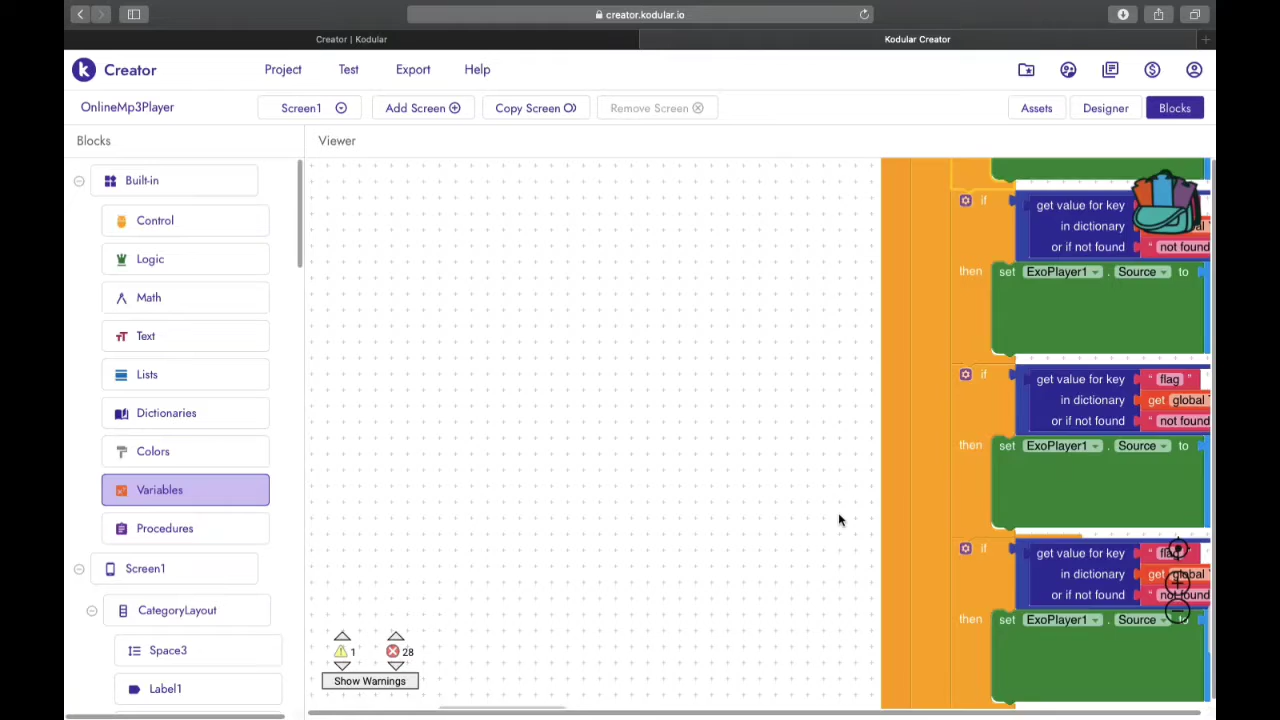 creator.kodular.io
Creator | Kodular
Kodular Creator
Creator
Project
Test
Export
Help
OnlineMp3Player
Screen1
Add Screen
Copy Screen
Remove Screen
Assets
Designer
Blocks
Blocks
Viewer
Built-in
Control
Logic
Math
Text
Lists
Dictionaries
Colors
Variables
Procedures
Screen1
CategoryLayout
Space3
Label1
if
get value for key
in dictionary
or if not found
" not found
then
set ExoPlayer1 . Source to
if
get value for key " flag "
in dictionary get global
or if not found " not found
then
set ExoPlayer1 . Source to
if
get value for key
in dictionary get global
or if not found " not found
then
set ExoPlayer1 . Source to
1
28
Show Warnings